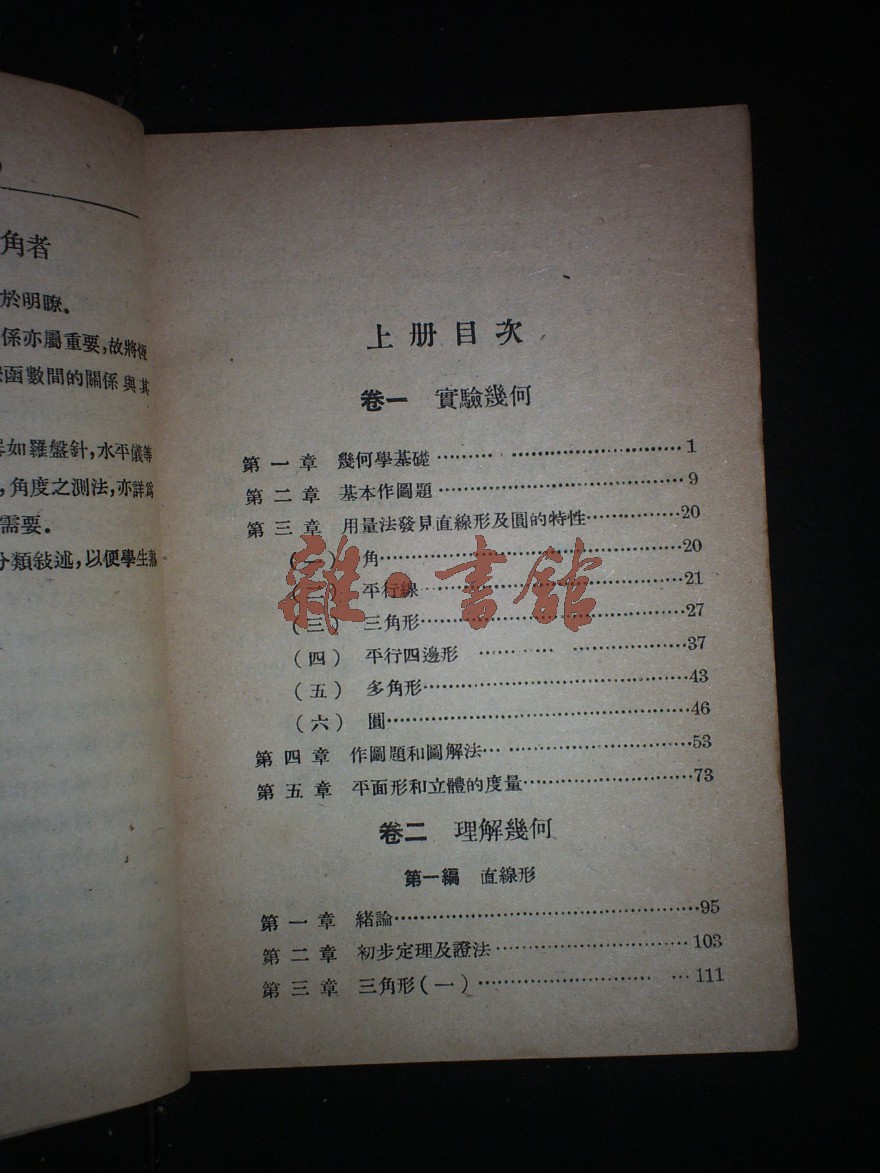 角者
於明瞭。
係亦屬重要,故將恆
函數間的關係與其
如羅盤針,水平儀等
,角度之測法,亦詳爲
需要。
分類敍述,以便學生熟
上册目次
卷一 實驗幾何
第一章 幾何學基礎……………………1
第二章 基本作圖題……………………9
第三章 用量法發見直線形及圓的特性……………20
(一) 角……………………20
(二) 平行線……………………21
(三) 三角形……………………27
(四) 平行四邊形……………………37
(五) 多角形……………………43
(六) 圓……………………46
第四章 作圖題和圖解法……………………53
第五章 平面形和立體的度量……………………73
卷二 理解幾何
第一編 直線形
第一章 緒論……………………95
第二章 初步定理及證法……………………103
第三章 三角形(一)……………………111
雜·書館